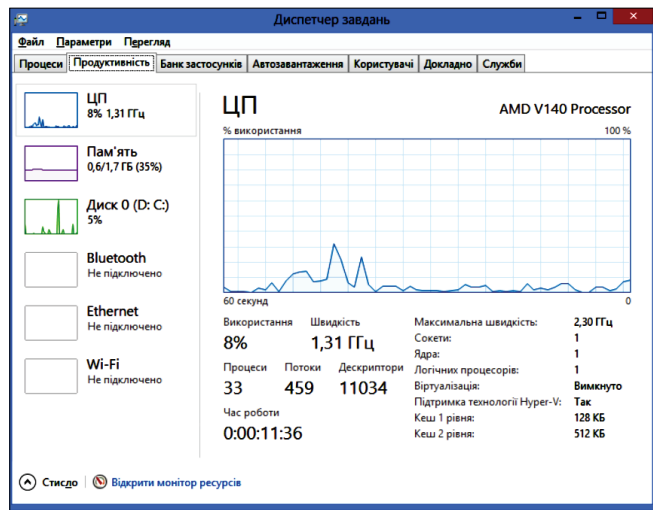 Диспетчер завдань
Файл Параметри Перегляд
Процеси Продуктивність Банк застосунків Автозавантаження Користувачі Докладно Служби
ЦП
8% 1,31 ГГц
Пам'ять
0,6/1,7 ГБ (35%)
Диск 0 (D: C:)
5%
Bluetooth
Не підключено
Ethernet
Не підключено
Wi-Fi
Не підключено
ЦП AMD V140 Processor
% використання 100 %
60 секунд 0
Використання Швидкість
8% 1,31 ГГц
Процеси Потоки Дескриптори
33 459 11034
Час роботи
0:00:11:36
Максимальна швидкість: 2,30 ГГц
Сокети: 1
Ядра: 1
Логічних процесорів: 1
Віртуалізація: Вимкнуто
Підтримка технології Hyper-V: Так
Кеш 1 рівня: 128 КБ
Кеш 2 рівня: 512 КБ
Стисло Відкрити монітор ресурсів